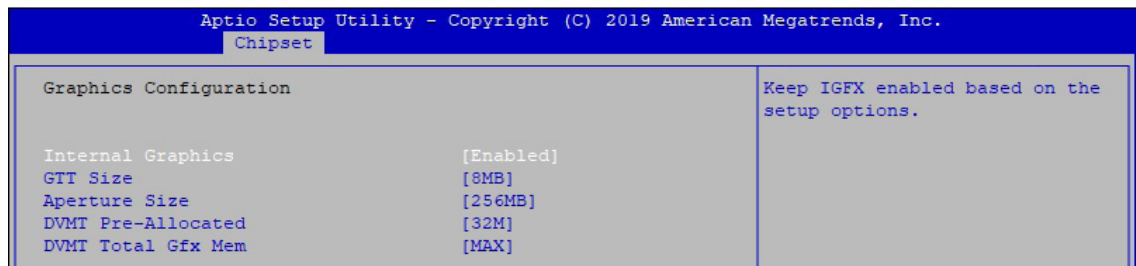 Aptio Setup Utility – Copyright (C) 2019 American Megatrends, Inc.
Chipset
Graphics Configuration
Internal Graphics [Enabled]
GTT Size [8MB]
Aperture Size [256MB]
DVMT Pre-Allocated [32M]
DVMT Total Gfx Mem [MAX]
Keep IGFX enabled based on the
setup options.